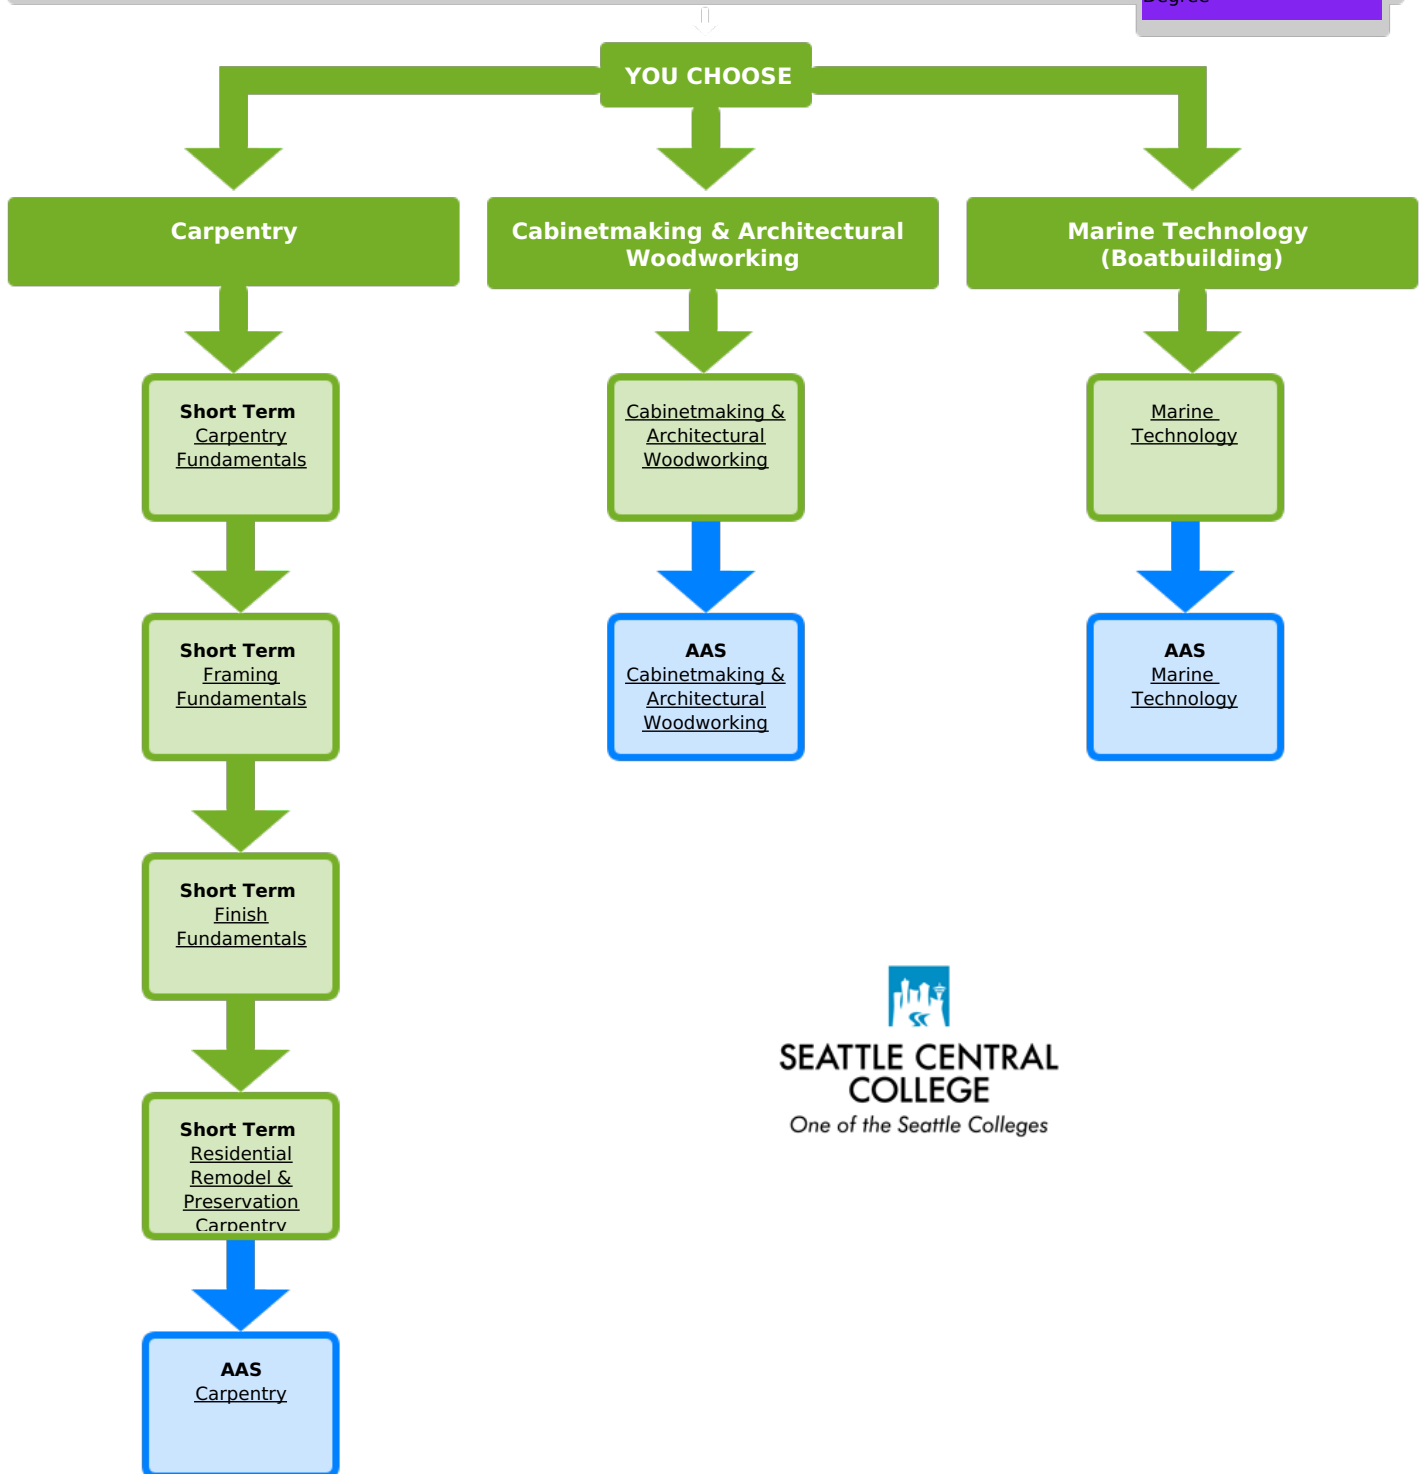 Degree
YOU CHOOSE
Carpentry
Cabinetmaking & Architectural
Woodworking
Marine Technology
(Boatbuilding)
Short Term
Carpentry
Fundamentals
Cabinetmaking &
Architectural
Woodworking
Marine
Technology
Short Term
Framing
Fundamentals
AAS
Cabinetmaking &
Architectural
Woodworking
AAS
Marine
Technology
Short Term
Finish
Fundamentals
SEATTLE CENTRAL
COLLEGE
One of the Seattle Colleges
Short Term
Residential
Remodel &
Preservation
Carpentry
AAS
Carpentry